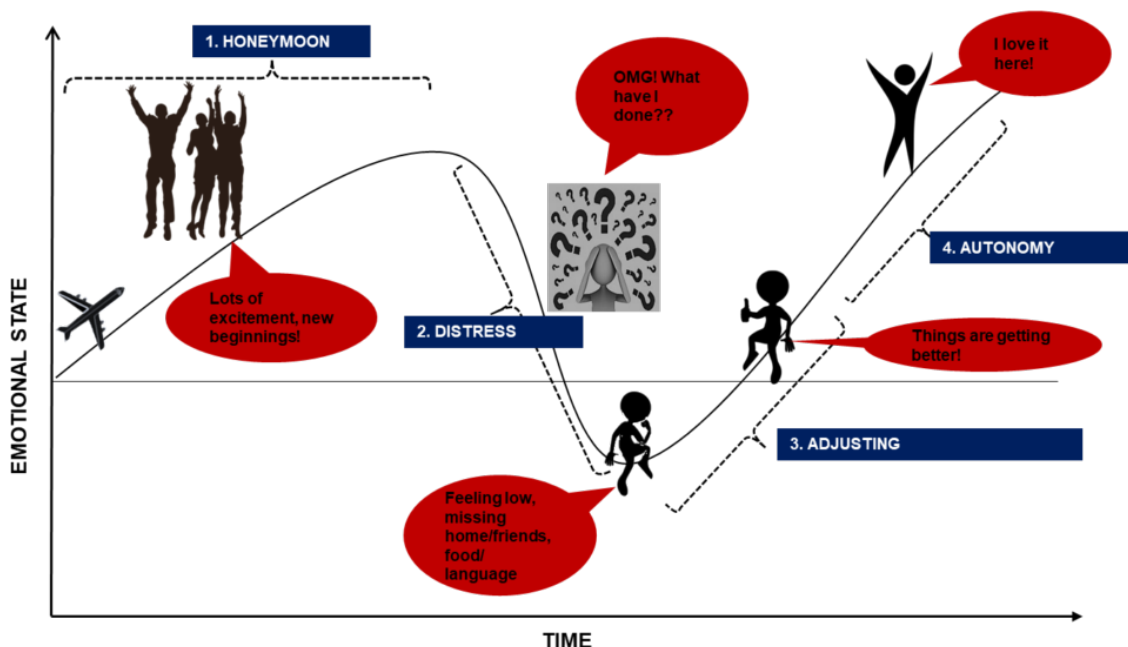 1. HONEYMOON
I love it
here!
OMG! What
have I
done??
Lots of
excitement, new
beginnings!
2. DISTRESS
4. AUTONOMY
Things are getting
better!
3. ADJUSTING
Feeling low,
missing
home/friends,
food/
language
EMOTIONAL STATE
TIME